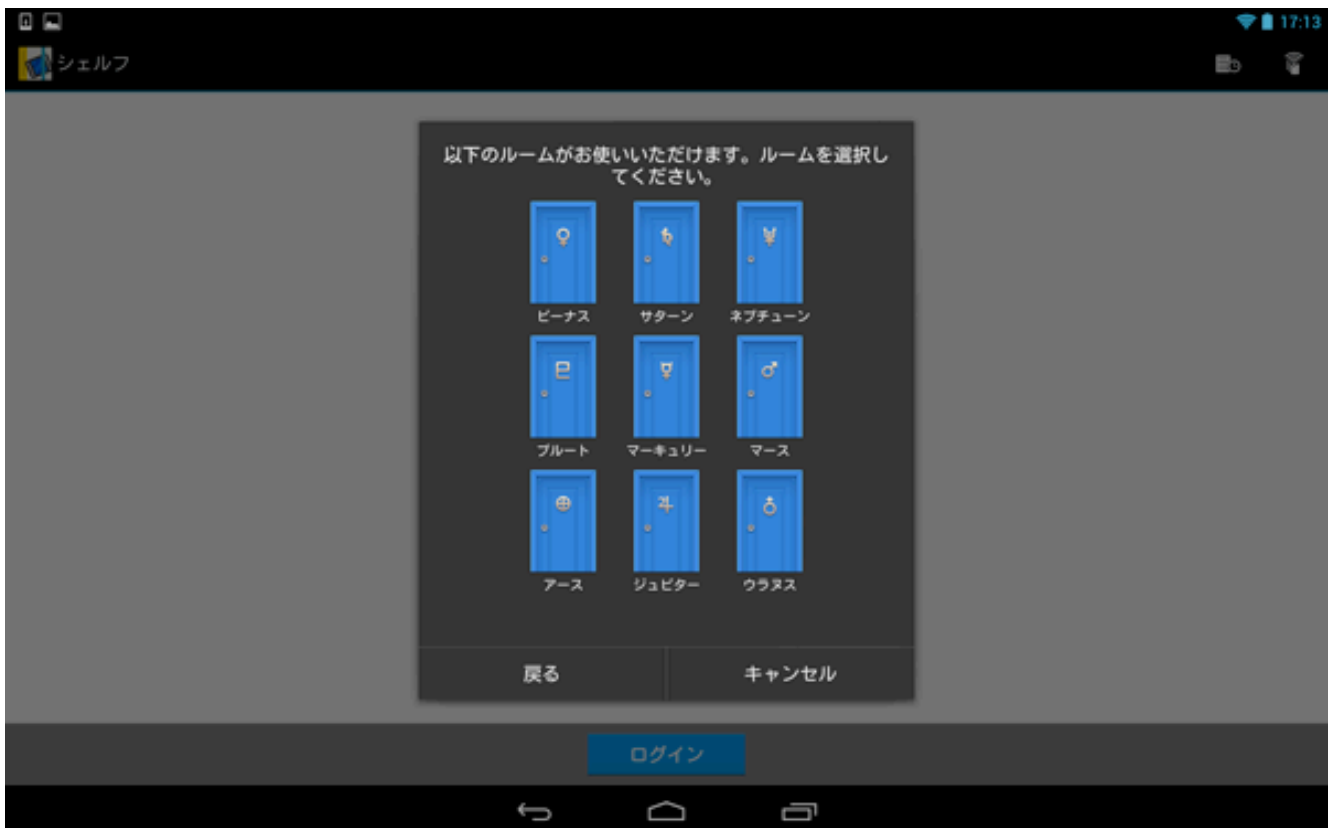 17:13
シェルフ
以下のルームがお使いいただけます。ルームを選択し
てください。
ビーナス サターン ネプチューン
プルート マーキュリー マース
アース ジュピター ウラヌス
戻る キャンセル
ログイン